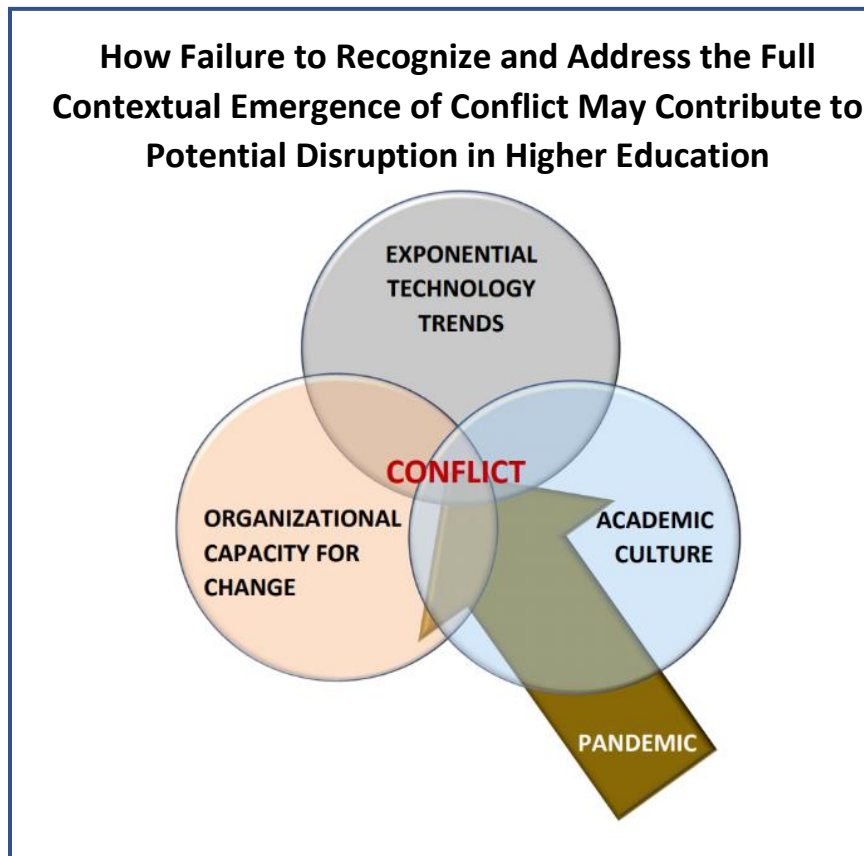 How Failure to Recognize and Address the Full
Contextual Emergence of Conflict May Contribute to
Potential Disruption in Higher Education
EXPONENTIAL
TECHNOLOGY
TRENDS
CONFLICT
ORGANIZATIONAL
CAPACITY FOR
CHANGE
ACADEMIC
CULTURE
PANDEMIC